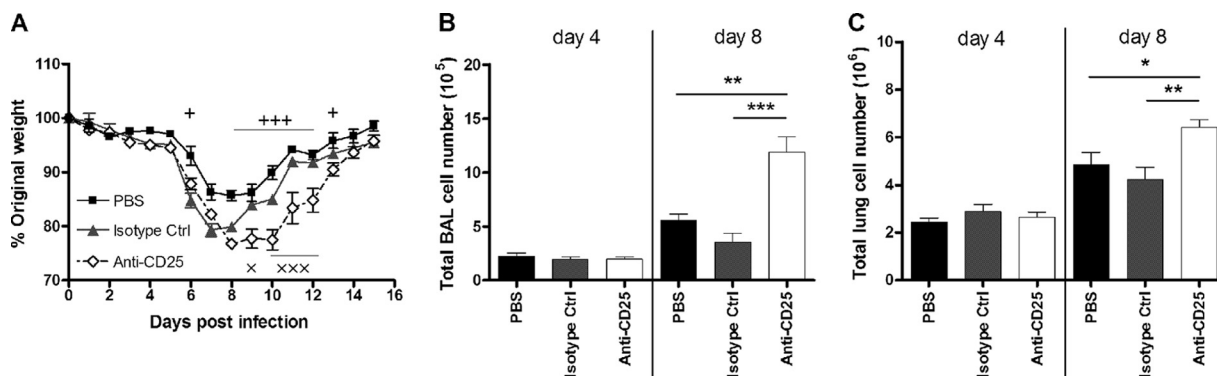 A
% Original weight
110
100
90
80
70
+
+++
+
PBS
Isotype Ctrl
Anti-CD25
×
×××
0
2
4
6
8
10
12
14
16
Days post infection
B
day 4
day 8
Total BAL cell number (10⁵)
20
15
10
5
0
**
***
PBS
Isotype Ctrl
Anti-CD25
PBS
Isotype Ctrl
Anti-CD25
C
day 4
day 8
Total lung cell number (10⁶)
10
8
6
4
2
0
*
**
PBS
Isotype Ctrl
Anti-CD25
PBS
Isotype Ctrl
Anti-CD25